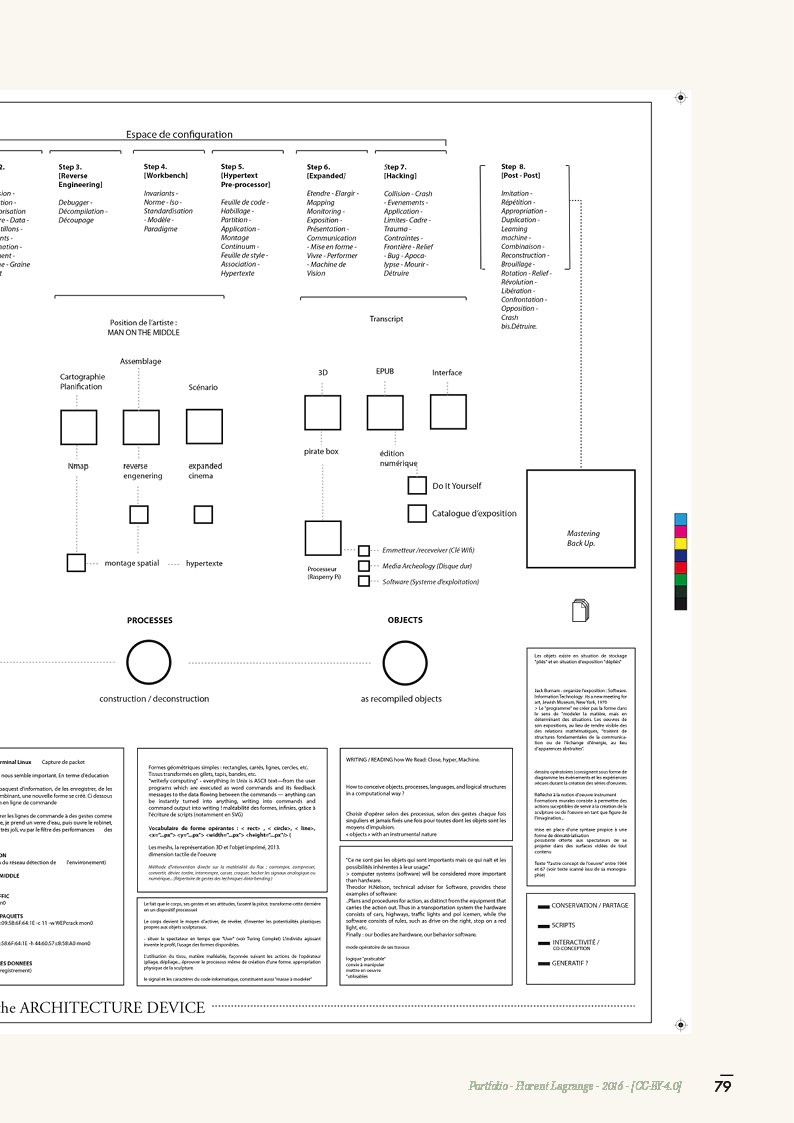 Espace de configuration
2.
sion -
tion -
orisation
re - Data -
tillons -
nts -
nation -
ment -
ne - Graine
t
Step 3.
[Reverse
Engineering]
Debugger -
Décompilation -
Découpage
Step 4.
[Workbench]
Invariants -
Norme - Iso -
Standardisation
- Modèle -
Paradigme
Step 5.
[Hypertext
Pre-processor]
Feuille de code -
Habillage -
Partition -
Application -
Montage
Continuum -
Feuille de style -
Association -
Hypertexte
Step 6.
[Expanded]
Etendre - Elargir -
Mapping
Monitoring -
Exposition -
Présentation -
Communication
- Mise en forme -
Vivre - Performer
- Machine de
Vision
Step 7.
[Hacking]
Collision - Crash
- Evenements -
Application -
Limites- Cadre -
Trauma -
Contraintes -
Frontière - Relief
- Bug - Apoca-
lypse - Mourir -
Détruire
Step 8.
[Post - Post]
Imitation -
Répétition -
Appropriation -
Duplication -
Learning
machine -
Combinaison -
Reconstruction -
Brouillage -
Rotation - Relief -
Révolution -
Libération -
Confrontation -
Opposition -
Crash
bis.Détruire.
Position de l'artiste :
MAN ON THE MIDDLE
Transcript
Assemblage
Cartographie
Planification
Scénario
3D
EPUB
Interface
Nmap
reverse
engenering
expanded
cinema
pirate box
édition
numérique
Do It Yourself
Catalogue d'exposition
Mastering
Back Up.
montage spatial
hypertexte
Processeur
(Rasperry Pi)
Emmetteur /receveiver (Clé Wifi)
Media Archeology (Disque dur)
Software (Systeme d'exploitation)
PROCESSES
OBJECTS
construction / deconstruction
as recompiled objects
Les objets existe en situation de stockage
"pliés" et en situation d'exposition "dépliés"
Jack Burnam - organize l'exposition : Software.
Information Technology: its a new meeting for
art, Jewish Museum, New York, 1970
> Le "programme" ne créer pas la forme dans
le sens de "modeler la matière, mais en
déterminant des situations. Les oeuvres de
son expositions, au lieu de rendre visible des
des relations mathématiques, "traitent de
structures fondamentales de la communica-
tion ou de l'échange d'énergie, au lieu
d'apparences abstraites".
dessins opératoires (consignent sous forme de
diagramme les évènements et les expériences
vécues durant la création des séries d'oeuvres.
Réfléchir à la notion d'oeuvre instrument
Formations morales consiste à permettre des
actions susceptibles de servir à la création de la
sculpture ou de l'oeuvre en tant que figure de
l'imagination...
mise en place d'une syntaxe propice à une
forme de dématérialisation
possibilité offerte aux spectateurs de se
projeter dans des surfaces vidées de tout
contenu
Texte "l'autre concept de l'oeuvre" entre 1964
et 67 (voir texte scanné issu de sa monogra-
phie)
CONSERVATION / PARTAGE
SCRIPTS
INTERACTIVITÉ /
CO CONCEPTION
GENERATIF ?
erminal Linux Capture de packet
nous semble important. En terme d'éducation
paquest d'information, de les enregistrer, de les
ombinant, une nouvelle forme se créé. Ci dessous
n en ligne de commande
rer les lignes de commande à des gestes comme
e, je prend un verre d'eau, puis ouvre le robinet,
très joli, vu par le filtre des performances des
ON
u du réseau détection de l'environement)
MIDDLE
FFIC
on0
PAQUETS
:09:58:6F:64:1E -c 11 -w WEPcrack mon0
:58:6F:64:1E -h 44:60:57:c8:58:A0 mon0
ES DONNEES
nregistrement)
Formes géométriques simples : rectangles, carrés, lignes, cercles, etc.
Tissus transformés en gilets, tapis, bandes, etc.
"writerly computing" - everything in Unix is ASCII text—from the user
programs which are executed as word commands and its feedback
messages to the data flowing between the commands — anything can
be instantly turned into anything, writing into commands and
command output into writing ! maléabilité des formes, infinies, grâce à
l'écriture de scripts (notamment en SVG)
Vocabulaire de forme opérantes : < rect> , < circle>, < line>,
<x="...px"> <y="...px"> <width="...px"> <height="...px"/> (
Les meshs, la représentation 3D et l'objet imprimé, 2013.
dimension tactile de l'oeuvre
Méthode d'intervention directe sur la matérialité du flux : corrompre, compresser,
convertir, dévier, tordre, interrompre, casser, craquer, hacker les signaux analogique ou
numérique... (Répertoire de gestes des techniques data-bending )
Le fait que le corps, ses gestes et ses attitudes, fassent la pièce; transforme cette dernière
en un dispositif processuel
Le corps devient le moyen d'activer, de révéler, d'inventer les potentialités plastiques
propres aux objets sculpturaux.
- situer le spectateur en temps que "User" (voir Turing Complet) L'individu agissant
invente le profil, l'usage des formes disponibles.
L'utilisation du tissu, matière malléable, façonnée suivant les actions de l'opérateur
(pliage, dépliage... éprouver le processus même de création d'une forme. appropriation
physique de la sculpture.
le signal et les caractères du code informatique, constituent aussi "masse à modeler"
WRITING / READING how We Read: Close, hyper, Machine.
How to conceive objects, processes, languages, and logical structures
in a computational way ?
Choisir d'opérer selon des processus, selon des gestes chaque fois
singuliers et jamais fixés une fois pour toutes dont les objets sont les
moyens d'impulsion.
« objects » with an instrumental nature
"Ce ne sont pas les objets qui sont importants mais ce qui naît et les
possibilités inhérentes à leur usage."
> computer systems (software) will be considered more important
than hardware.
Theodor H.Nelson, technical adviser for Software, provides these
examples of software:
..Plans and procedures for action, as distinct from the equipment that
carries the action out. Thus in a transportation system the hardware
consists of cars, highways, traffic lights and pol icemen, while the
software consists of rules, such as drive on the right, stop on a red
light, etc.
Finally : our bodies are hardware, our behavior software.
mode opératoire de ses travaux
logique "praticable"
convie à manipuler
mettre en oeuvre
"utilisables
the ARCHITECTURE DEVICE
Portfolio - Florent Lagrange - 2016 - [CC-BY-4.0]
79